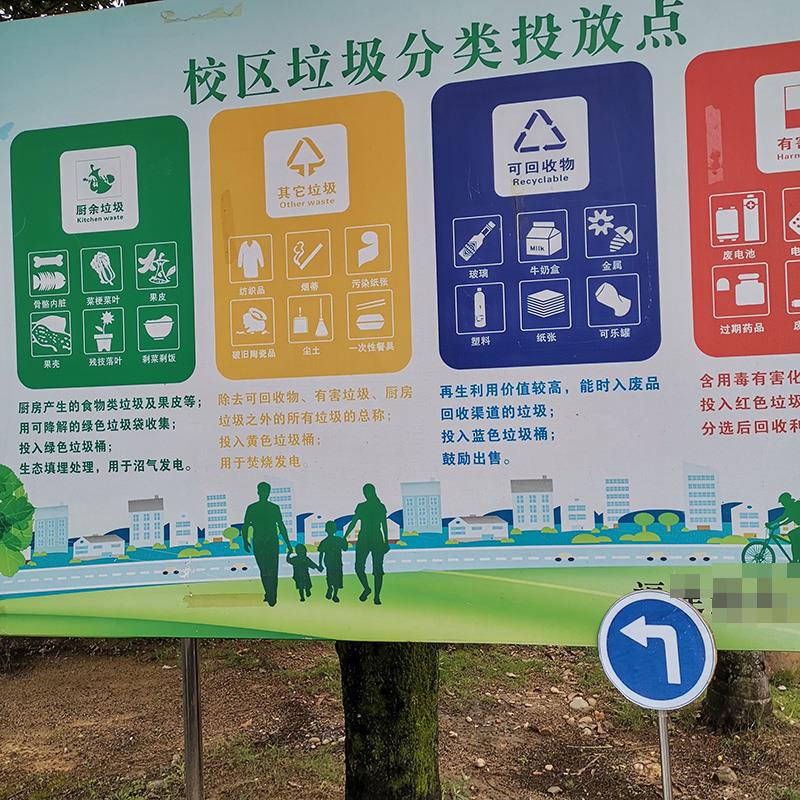 校区垃圾分类投放点
厨余垃圾
Kitchen waste
骨骼内脏
菜梗菜叶
果皮
果壳
残枝落叶
剩菜剩饭
厨房产生的食物类垃圾及果皮等；
用可降解的绿色垃圾袋收集；
投入绿色垃圾桶；
生态填埋处理，用于沼气发电。
其它垃圾
Other waste
纺织品
烟蒂
污染纸张
破旧陶瓷品
尘土
一次性餐具
除去可回收物、有害垃圾、厨房
垃圾之外的所有垃圾的总称；
投入黄色垃圾桶；
用于焚烧发电。
可回收物
Recyclable
玻璃
Milk
牛奶盒
金属
塑料
纸张
可乐罐
再生利用价值较高，能时入废品
回收渠道的垃圾；
投入蓝色垃圾桶；
鼓励出售。
有害
Harm
废电池
过期药品
含用毒有害化
投入红色垃圾
分选后回收利